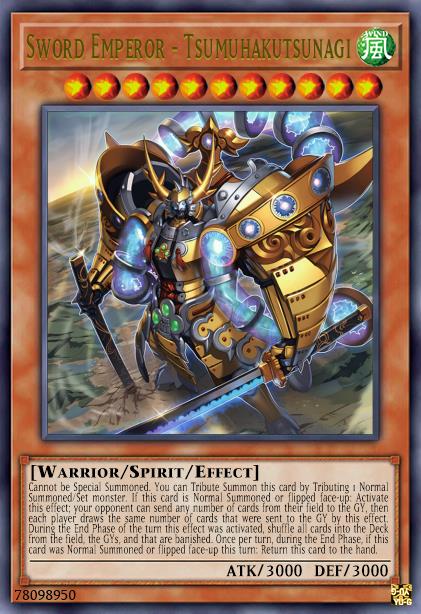 SWORD EMPEROR - TSUMUHAKUTSUNAGI
WIND
風
[WARRIOR/SPIRIT/EFFECT]
Cannot be Special Summoned. You can Tribute Summon this card by Tributing 1 Normal
Summoned/Set monster. If this card is Normal Summoned or flipped face-up: Activate
this effect; your opponent can send any number of cards from their field to the GY, then
each player draws the same number of cards that were sent to the GY by this effect.
During the End Phase of the turn this effect was activated, shuffle all cards into the Deck
from the field, the GYs, and that are banished. Once per turn, during the End Phase, if this
card was Normal Summoned or flipped face-up this turn: Return this card to the hand.
ATK/3000 DEF/3000
78098950